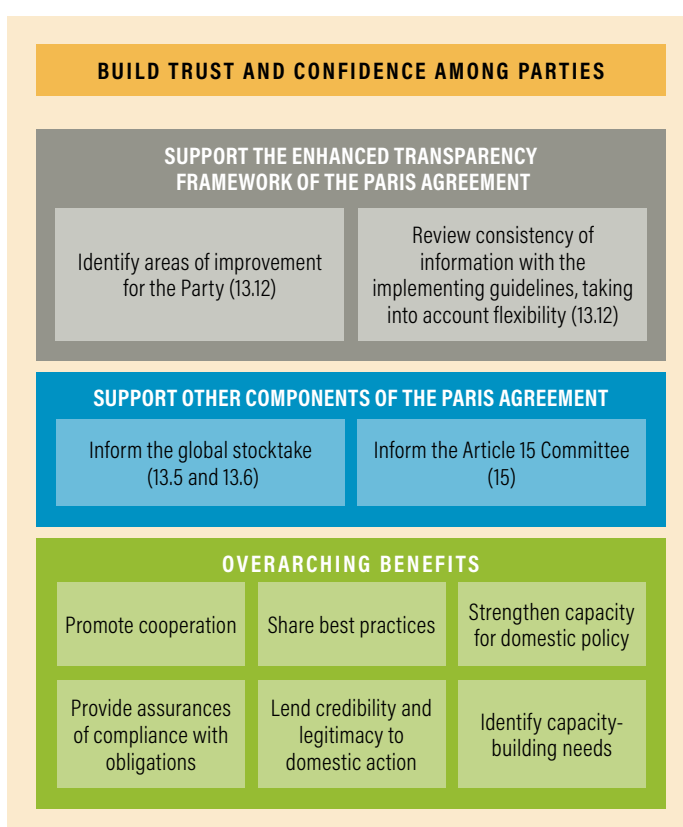 BUILD TRUST AND CONFIDENCE AMONG PARTIES
SUPPORT THE ENHANCED TRANSPARENCY
FRAMEWORK OF THE PARIS AGREEMENT
Identify areas of improvement
for the Party (13.12)
Review consistency of
information with the
implementing guidelines, taking
into account flexibility (13.12)
SUPPORT OTHER COMPONENTS OF THE PARIS AGREEMENT
Inform the global stocktake
(13.5 and 13.6)
Inform the Article 15 Committee
(15)
OVERARCHING BENEFITS
Promote cooperation
Share best practices
Strengthen capacity
for domestic policy
Provide assurances
of compliance with
obligations
Lend credibility and
legitimacy to
domestic action
Identify capacity-
building needs